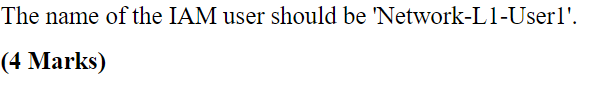 The name of the IAM user should be 'Network-L1-User1'.
(4 Marks)